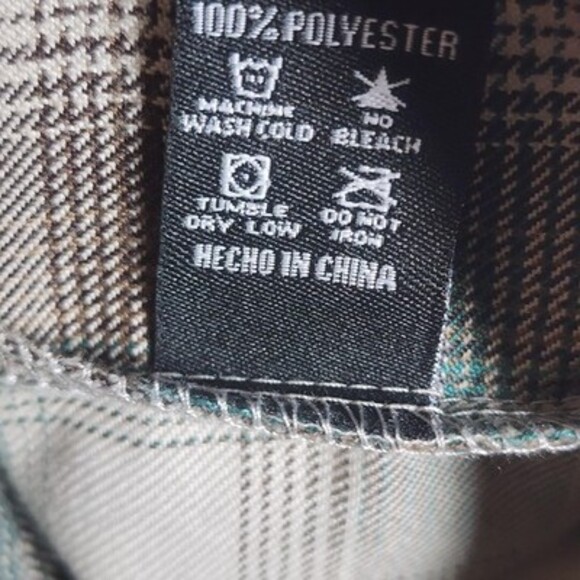 100% POLYESTER
MACHINE
WASH COLD
NO
BLEACH
TUMBLE
DRY LOW
DO NOT
IRON
HECHO IN CHINA